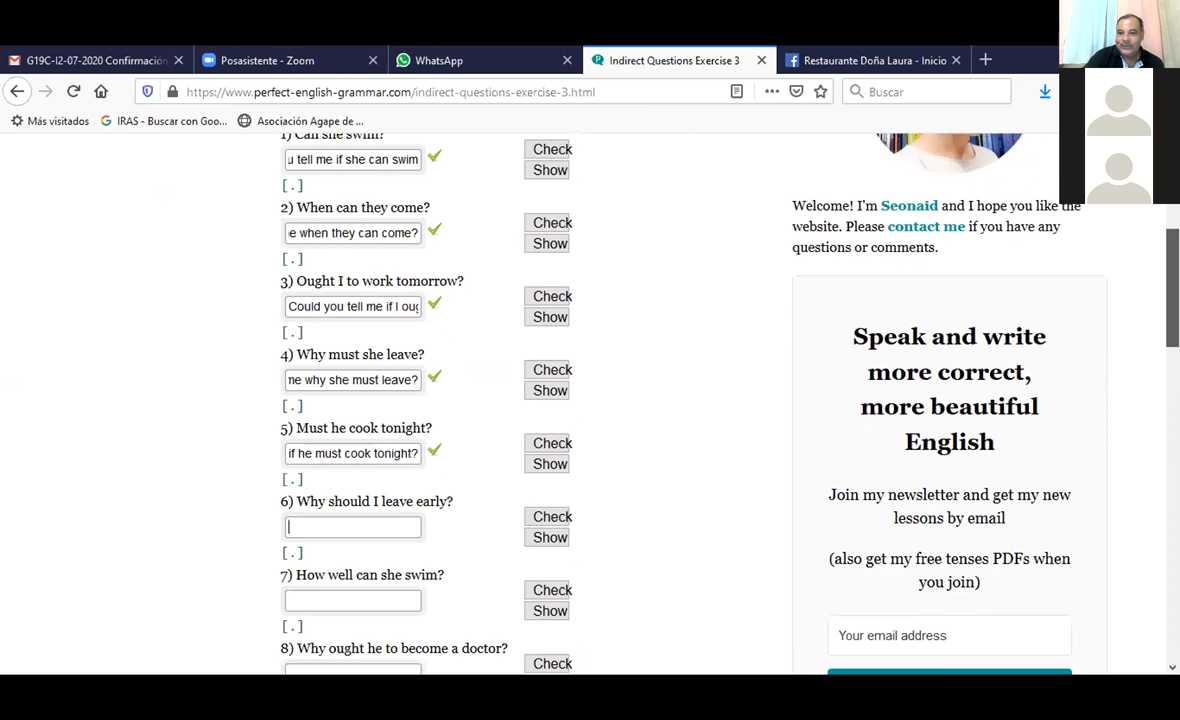 G19C-I2-07-2020 Confirmación
Posasistente - Zoom
WhatsApp
Indirect Questions Exercise 3
Restaurante Doña Laura - Inicio
https://www.perfect-english-grammar.com/indirect-questions-exercise-3.html
Buscar
Más visitados
IRAS - Buscar con Goo...
Asociación Agape de ...
1) Can she swim?
u tell me if she can swim
Check
Show
[.]
2) When can they come?
e when they can come?
Check
Show
[.]
3) Ought I to work tomorrow?
Could you tell me if I oug
Check
Show
[.]
4) Why must she leave?
me why she must leave?
Check
Show
[.]
5) Must he cook tonight?
if he must cook tonight?
Check
Show
[.]
6) Why should I leave early?
Check
Show
[.]
7) How well can she swim?
Check
Show
[.]
8) Why ought he to become a doctor?
Check
Welcome! I'm Seonaid and I hope you like the
website. Please contact me if you have any
questions or comments.
Speak and write
more correct,
more beautiful
English
Join my newsletter and get my new
lessons by email
(also get my free tenses PDFs when
you join)
Your email address